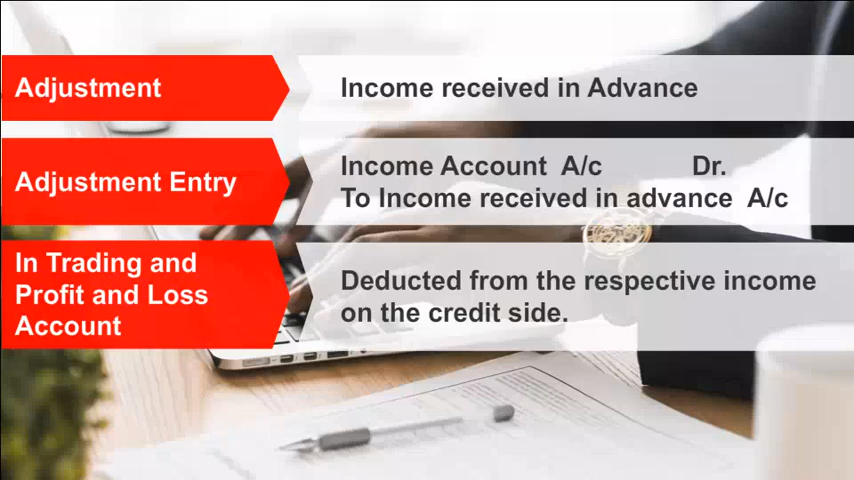 Adjustment
Income received in Advance
Adjustment Entry
Income Account A/c Dr.
To Income received in advance A/c
In Trading and
Profit and Loss
Account
Deducted from the respective income
on the credit side.